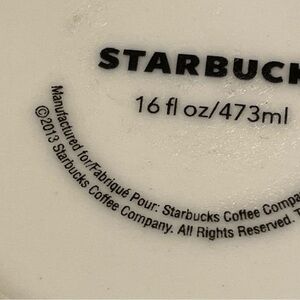 STARBUCK
16 fl oz/473ml
Manufactured for/Fabriqué Pour: Starbucks Coffee Compa
©2013 Starbucks Coffee Company. All Rights Reserved.